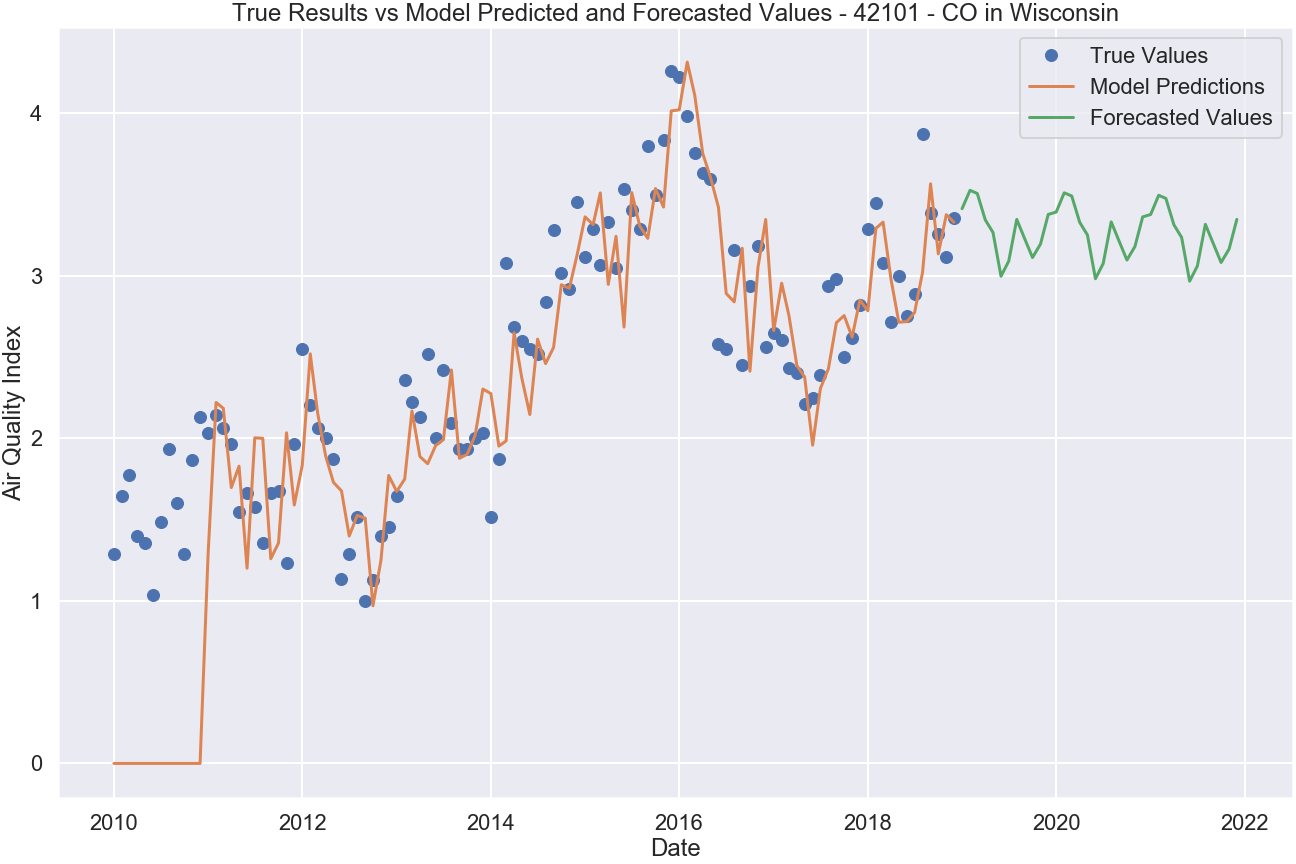 True Results vs Model Predicted and Forecasted Values - 42101 - CO in Wisconsin
True Values
Model Predictions
Forecasted Values
Air Quality Index
4
3
2
1
0
2010 2012 2014 2016 2018 2020 2022
Date